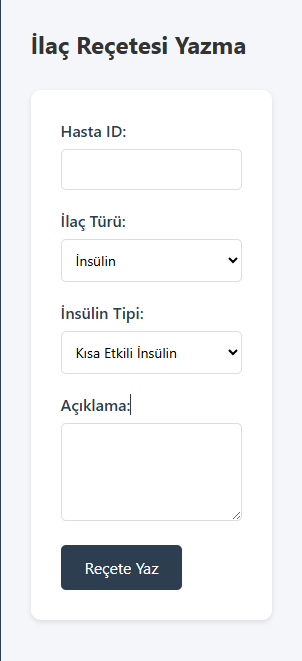 İlaç Reçetesi Yazma
Hasta ID:
İlaç Türü:
İnsülin
İnsülin Tipi:
Kısa Etkili İnsülin
Açıklama:
Reçete Yaz